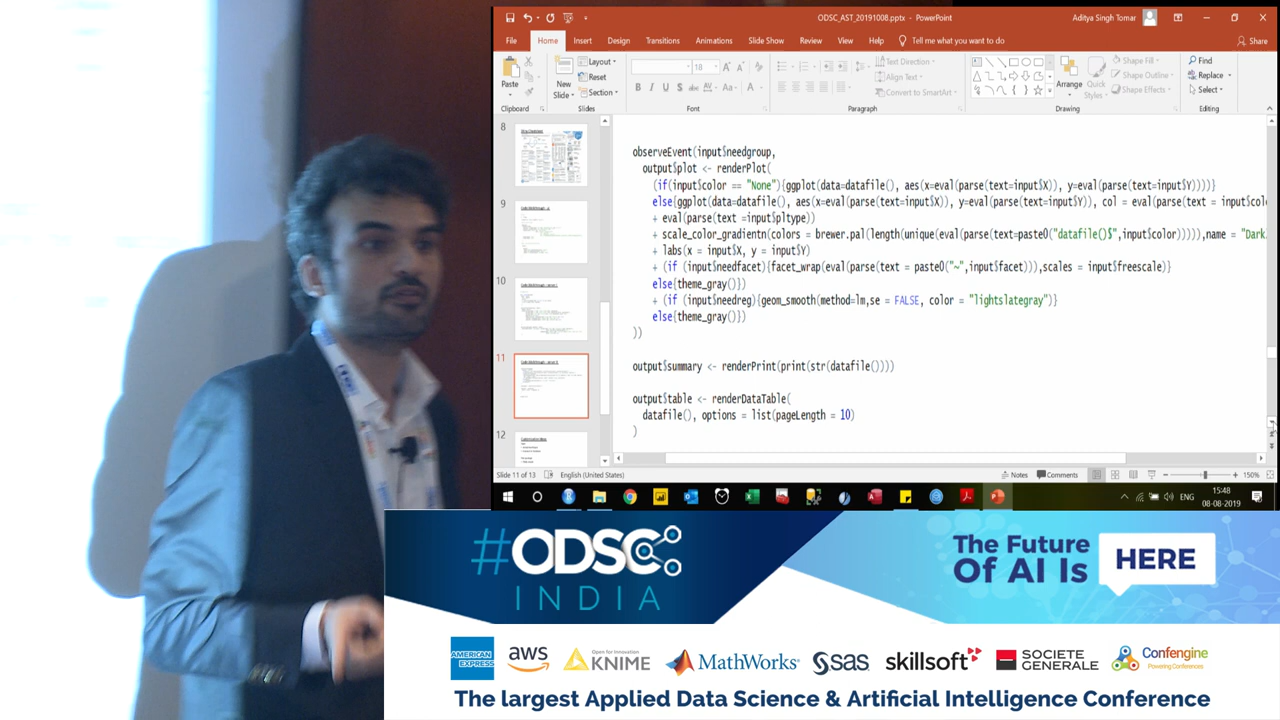 ODSC_AST_20191008.pptx - PowerPoint
Aditya Singh Tomar
File Home Insert Design Transitions Animations Slide Show Review View Help Tell me what you want to do
Share
Paste
New Slide
Layout
Reset
Section
18
B I U S
Text Direction
Align Text
Convert to SmartArt
Arrange
Quick Styles
Shape Fill
Shape Outline
Shape Effects
Find
Replace
Select
Clipboard Slides Font Paragraph Drawing Editing
8
9
10
11
12
observeEvent(input$needgroup,
output$plot <- renderPlot(
(if(input$color == "None"){ggplot(data=datafile(), aes(x=eval(parse(text=input$X)), y=eval(parse(text=input$Y))))}
else{ggplot(data=datafile(), aes(x=eval(parse(text=input$X)), y=eval(parse(text=input$Y)), col = eval(parse(text = input$colo
+ eval(parse(text =input$plype))
+ scale_color_gradientn(colors = brewer.pal(length(unique(eval(parse(text=paste0("datafile()$",input$color))))),name = "Dark
+ labs(x = input$X, y = input$Y)
+ (if (input$needfacet){facet_wrap(eval(parse(text = paste0("~",input$facet))),scales = input$freescale)}
else{theme_gray()})
+ (if (input$needreg){geom_smooth(method=lm,se = FALSE, color = "lightslategray")}
else{theme_gray()})
))
output$summary <- renderPrint(print(str(datafile())))
output$table <- renderDataTable(
datafile(), options = list(pageLength = 10)
)
Slide 11 of 13
English (United States)
Notes
Comments
150%
ENG
15:48
08-08-2019
#ODSC
INDIA
The Future
Of AI Is
HERE
AMERICAN EXPRESS
aws
Open for Innovation
KNIME
MathWorks®
sas
skillsoft
SOCIETE GENERALE
Confengine
Powering Conferences
The largest Applied Data Science & Artificial Intelligence Conference